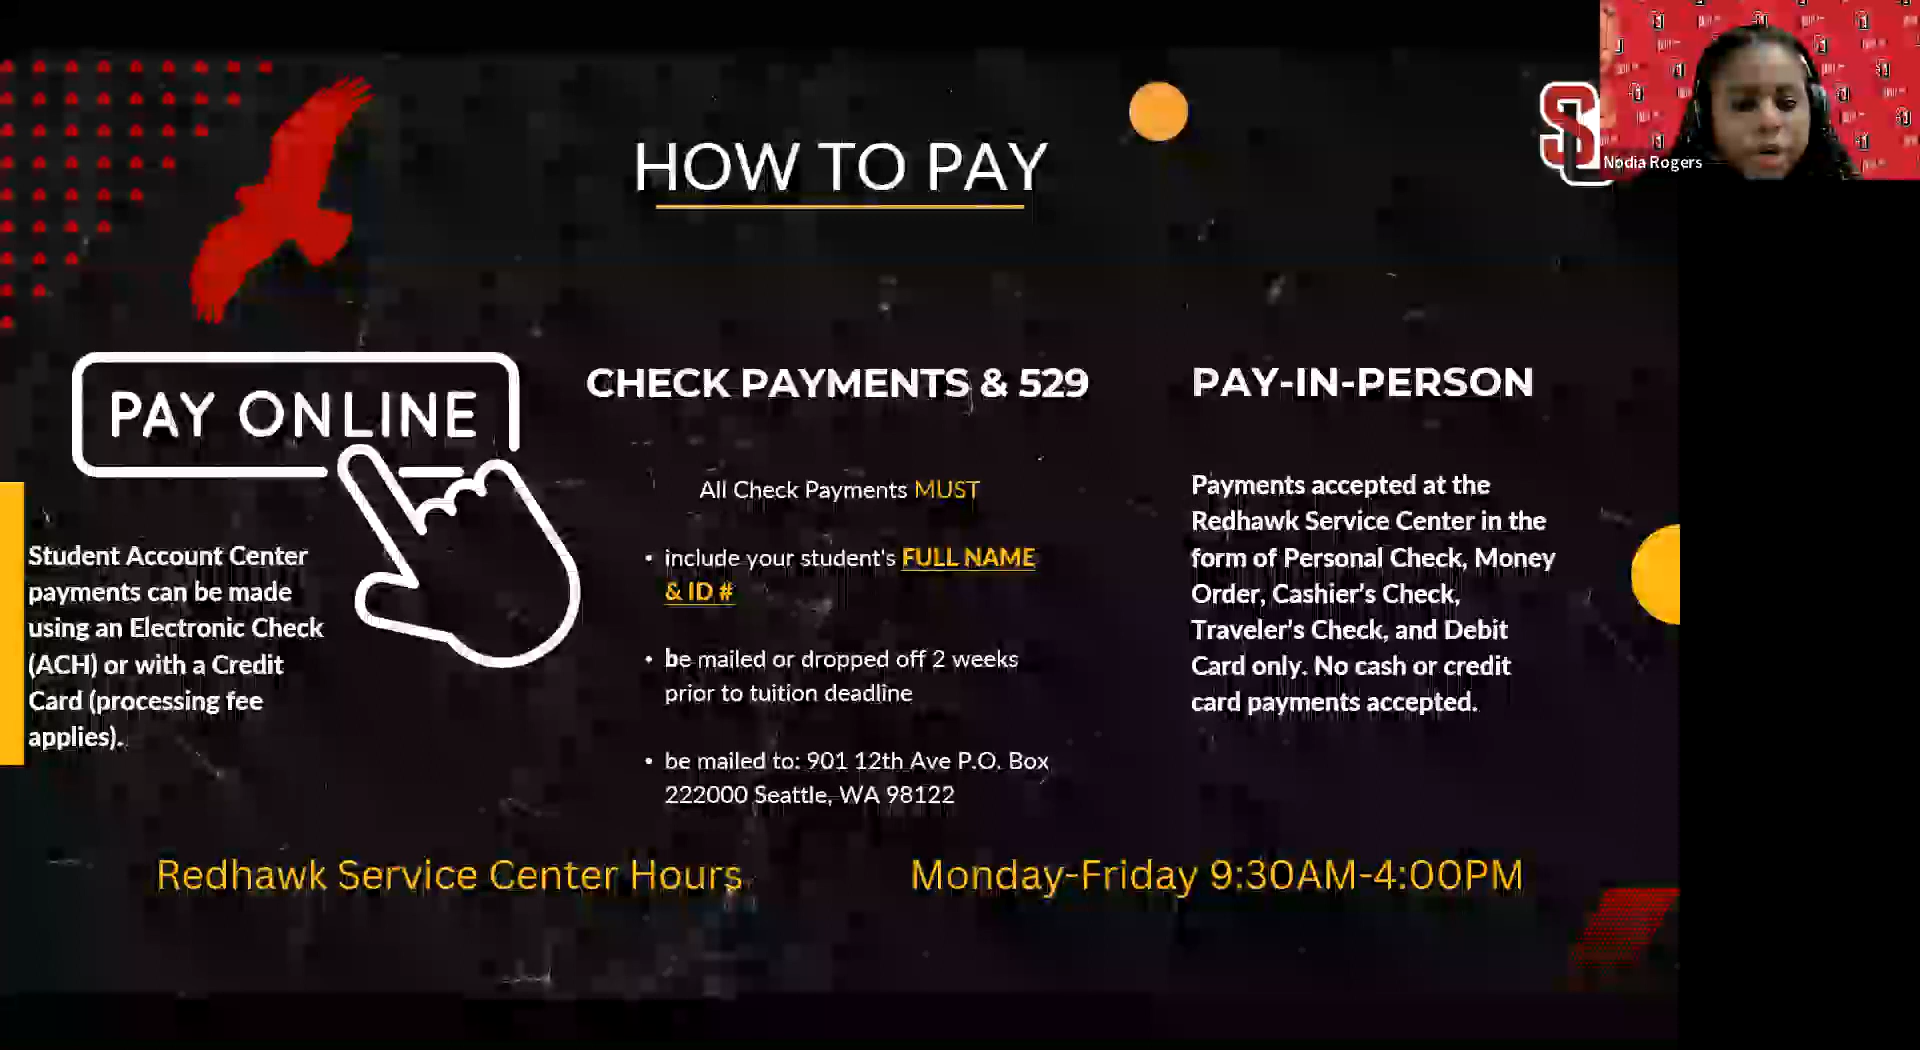 HOW TO PAY
Nodia Rogers
PAY ONLINE
Student Account Center
payments can be made
using an Electronic Check
(ACH) or with a Credit
Card (processing fee
applies).
CHECK PAYMENTS & 529
All Check Payments MUST
• include your student's FULL NAME
& ID #
• be mailed or dropped off 2 weeks
prior to tuition deadline
• be mailed to: 901 12th Ave P.O. Box
222000 Seattle, WA 98122
PAY-IN-PERSON
Payments accepted at the
Redhawk Service Center in the
form of Personal Check, Money
Order, Cashier's Check,
Traveler's Check, and Debit
Card only. No cash or credit
card payments accepted.
Redhawk Service Center Hours
Monday-Friday 9:30AM-4:00PM